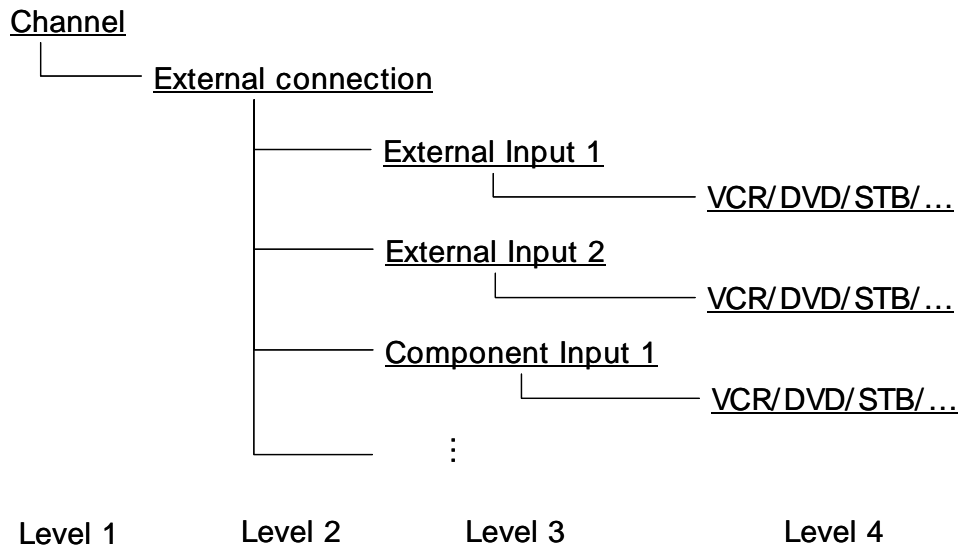 Channel
External connection
External Input 1
VCR/DVD/STB/…
External Input 2
VCR/DVD/STB/…
Component Input 1
VCR/DVD/STB/…
⋮
Level 1 Level 2 Level 3 Level 4